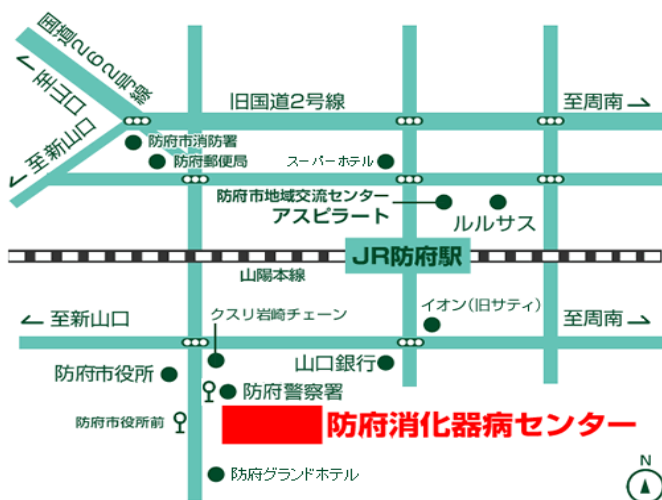 国道262号線
至山口
至新山口
旧国道2号線
至周南
防府市消防署
防府郵便局
スーパーホテル
防府市地域交流センター
アスピラート
ルルサス
JR防府駅
山陽本線
至新山口
クスリ岩崎チェーン
イオン(旧サティ)
至周南
防府市役所
山口銀行
防府警察署
防府市役所前
防府消化器病センター
防府グランドホテル
N